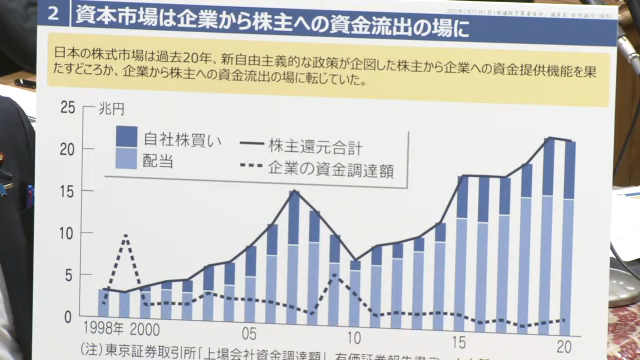 2 資本市場は企業から株主への資金流出の場に
日本の株式市場は過去20年、新自由主義的な政策が企図した株主から企業への資金提供機能を果
たすどころか、企業から株主への資金流出の場に転じていた。
25 兆円
自社株買い 株主還元合計
配当 企業の資金調達額
20
15
10
5
0
1998年 2000 05 10 15 20
(注)東京証券取引所「上場会社資金調達額」